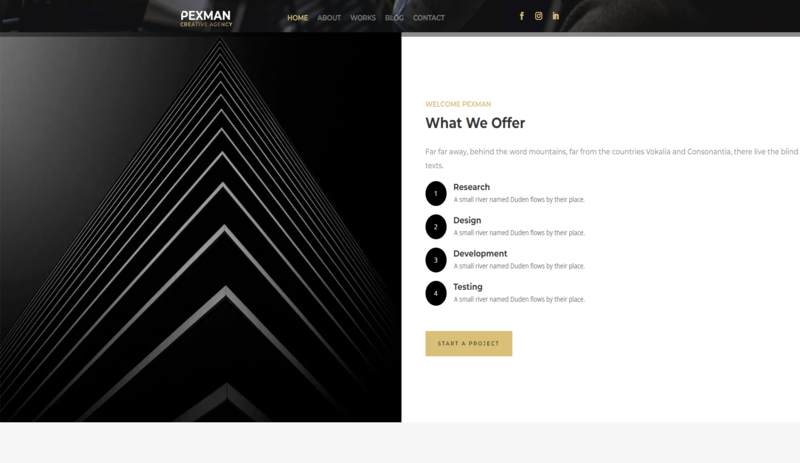 PEXMAN
CREATIVE AGENCY
HOME ABOUT WORKS BLOG CONTACT
WELCOME PEXMAN
What We Offer
Far far away, behind the word mountains, far from the countries Vokalia and Consonantia, there live the blind
texts.
1 Research
A small river named Duden flows by their place.
2 Design
A small river named Duden flows by their place.
3 Development
A small river named Duden flows by their place.
4 Testing
A small river named Duden flows by their place.
START A PROJECT